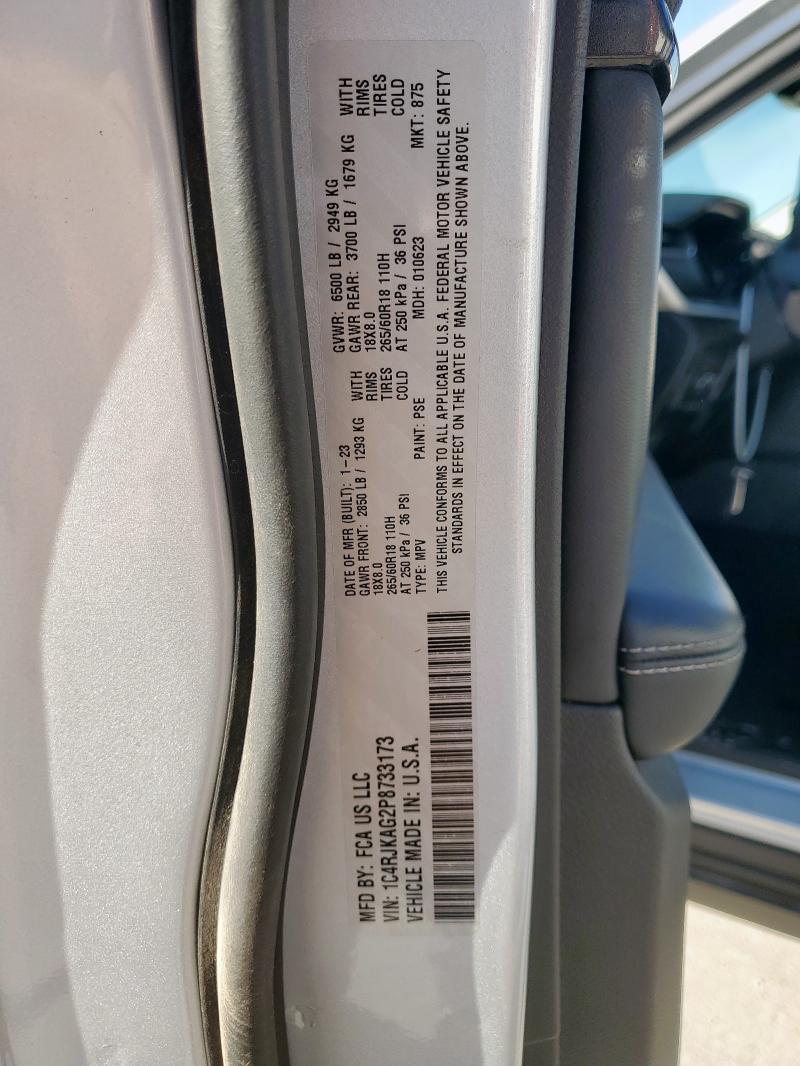 MFD BY: FCA US LLC
VIN: 1C4RJKAG2P8733173
VEHICLE MADE IN: U.S.A.
DATE OF MFR (BUILT): 1-23 GVWR: 6500 LB / 2949 KG
GAWR FRONT: 2850 LB / 1293 KG WITH GAWR REAR: 3700 LB / 1679 KG WITH
18X8.0 RIMS 18X8.0 RIMS
265/60R18 110H TIRES 265/60R18 110H TIRES
AT 250 kPa / 36 PSI COLD AT 250 kPa / 36 PSI COLD
TYPE: MPV PAINT: PSE MDH: 010623 MKT: 875
THIS VEHICLE CONFORMS TO ALL APPLICABLE U.S.A. FEDERAL MOTOR VEHICLE SAFETY
STANDARDS IN EFFECT ON THE DATE OF MANUFACTURE SHOWN ABOVE.